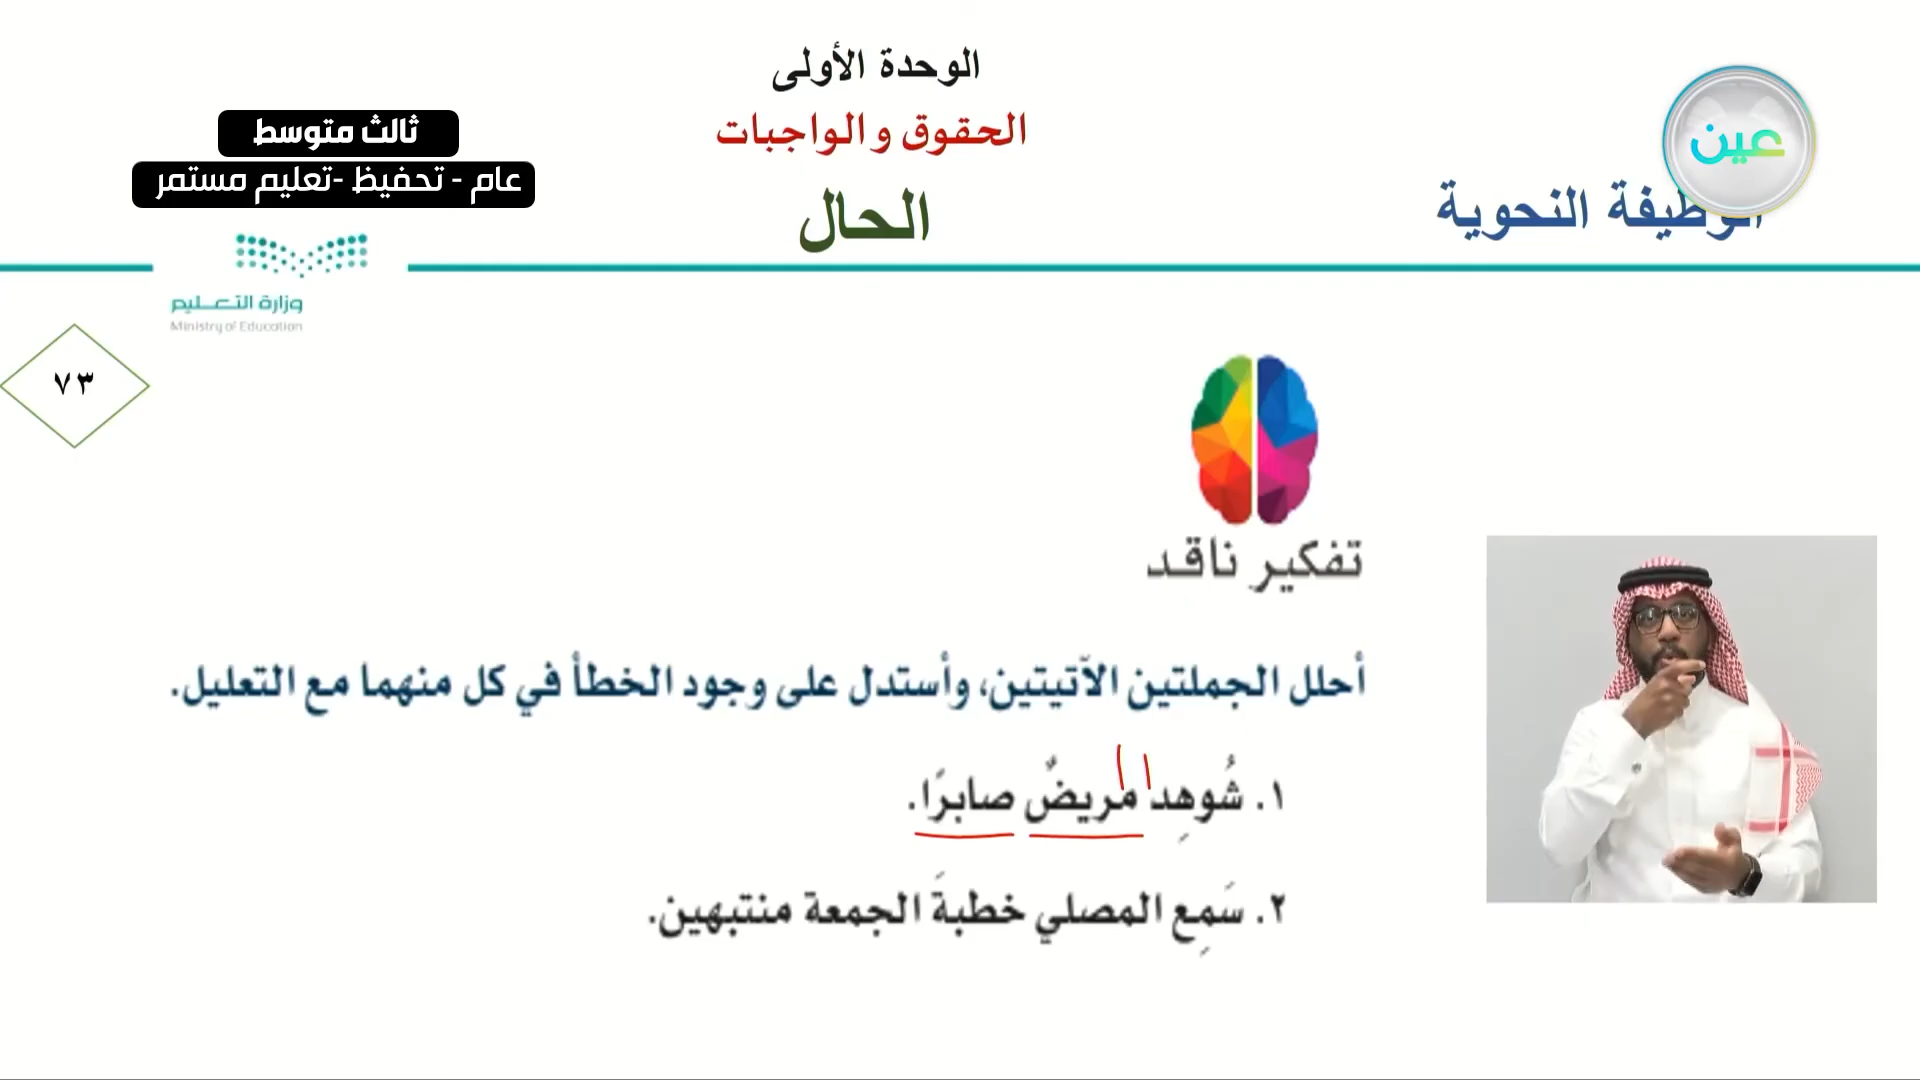 الوحدة الأولى
الحقوق والواجبات
الحال
عين
النحوية
ثالث متوسط
عام - تحفيظ -تعليم مستمر
وزارة التعليم
Ministry of Education
٧٣
تفكير ناقد
أحلل الجملتين الآتيتين، وأستدل على وجود الخطأ في كل منهما مع التعليل.
١. شُوهِد مريضٌ صابرًا.
٢. سَمِع المصلي خطبةَ الجمعة منتبهين.